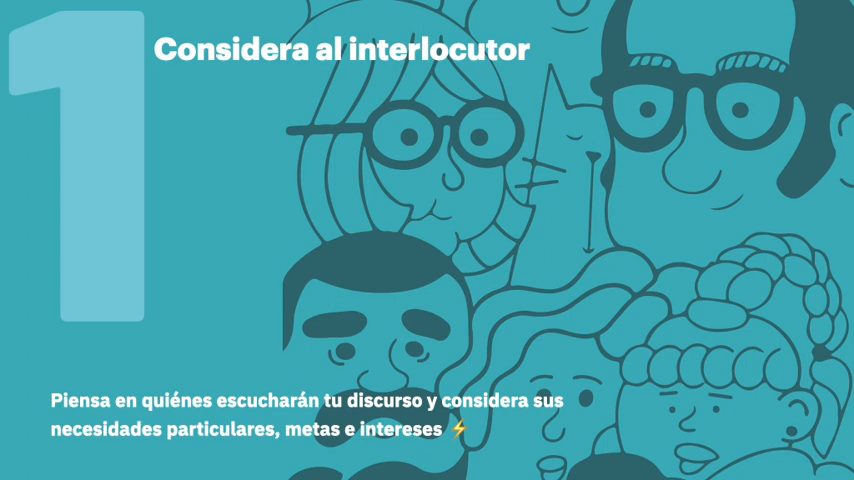 1
Considera al interlocutor
Piensa en quiénes escucharán tu discurso y considera sus
necesidades particulares, metas e intereses ⚡